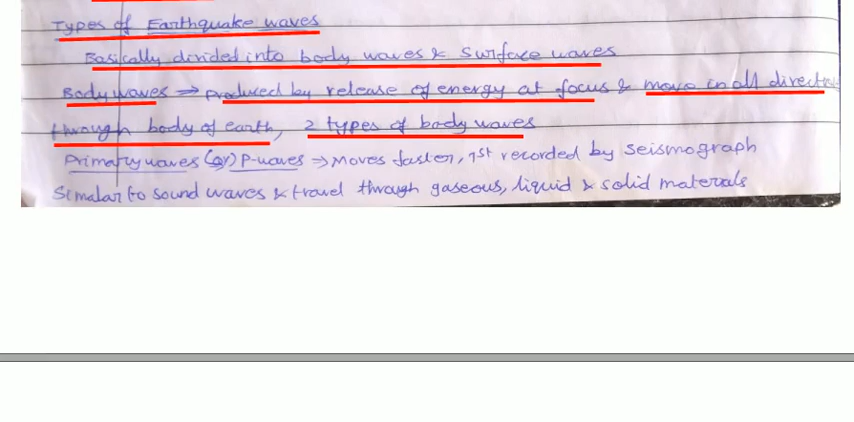 Types of Earthquake waves
Basically divided into body waves & Surface waves
Body waves → produced by release of energy at focus & move in all direct
through body of earth, 2 types of body waves
Primary waves (or) P-waves → Moves faster, 1st recorded by seismograph
Similar to sound waves & travel through gaseous, liquid & solid materials